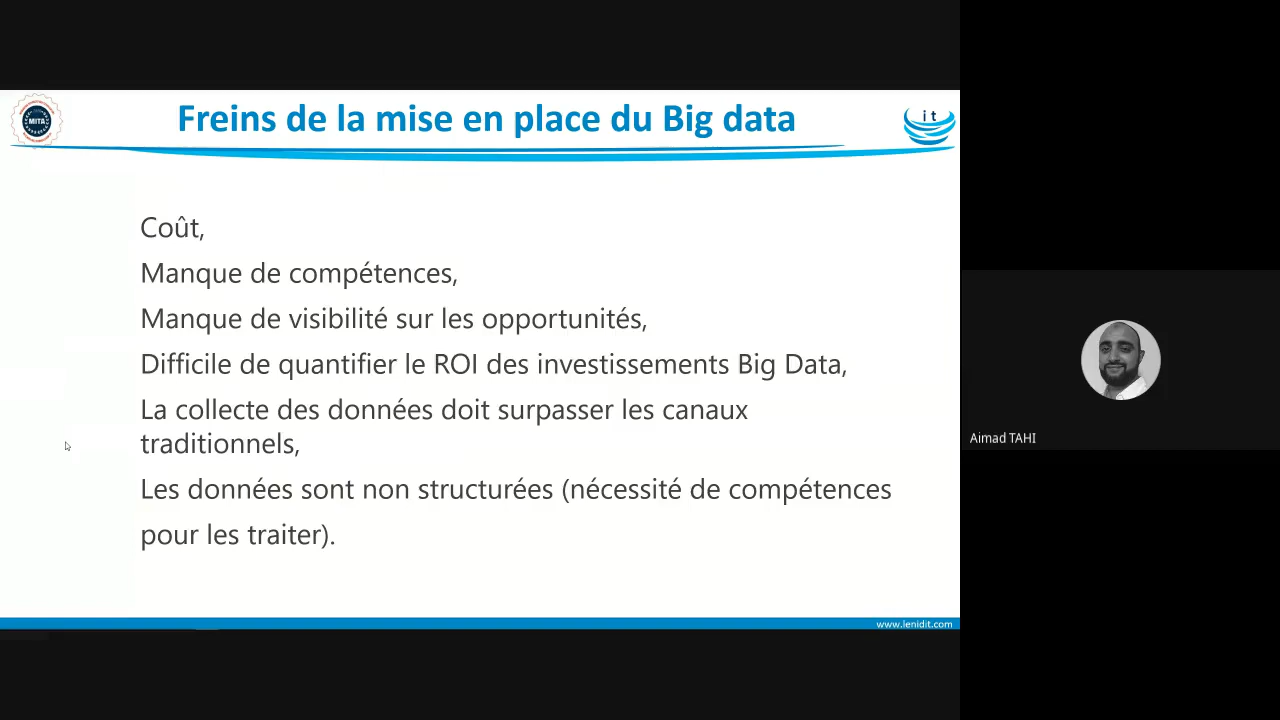 Freins de la mise en place du Big data
MITA
it
Coût,
Manque de compétences,
Manque de visibilité sur les opportunités,
Difficile de quantifier le ROI des investissements Big Data,
La collecte des données doit surpasser les canaux
traditionnels,
Les données sont non structurées (nécessité de compétences
pour les traiter).
Aimad TAHI
www.lenidit.com